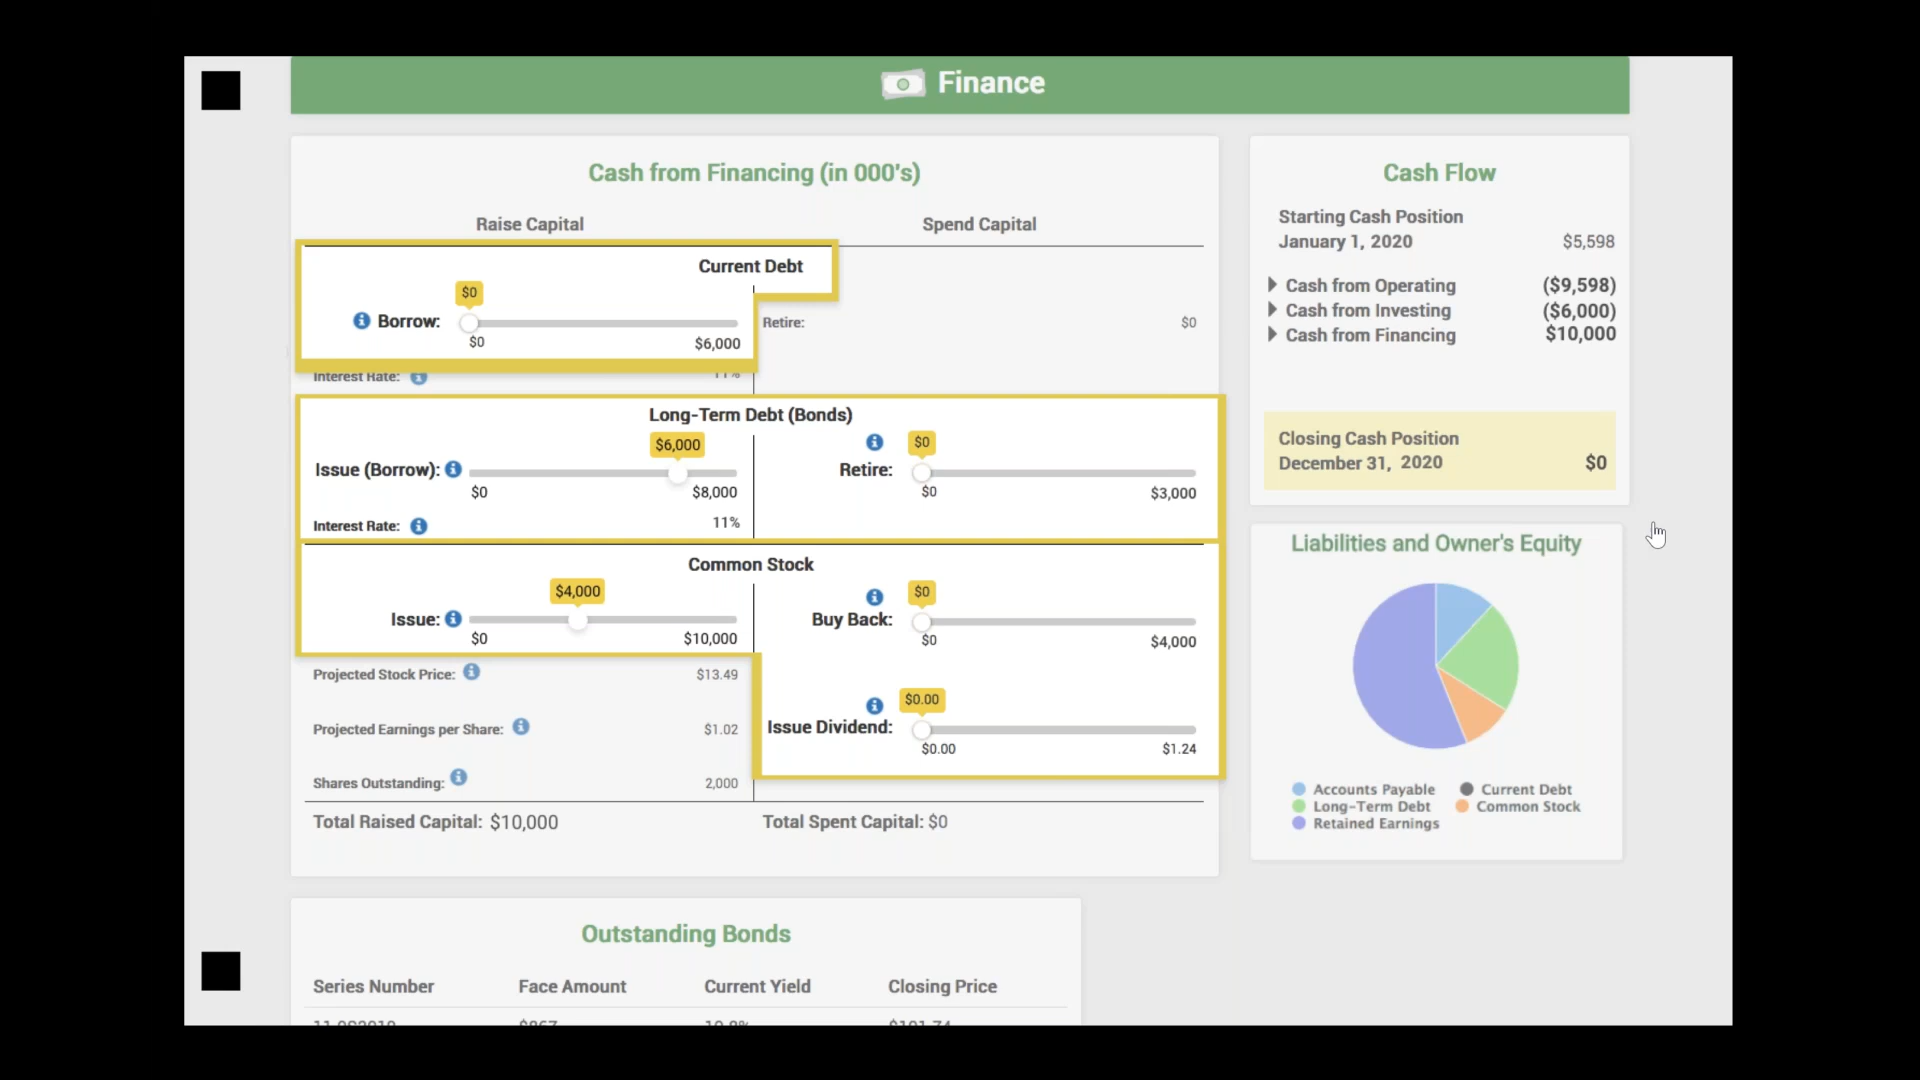 Finance
Cash from Financing (in 000's)
Raise Capital
Spend Capital
Current Debt
$0
Borrow:
$0
$6,000
Retire:
$0
Interest Rate:
11%
Long-Term Debt (Bonds)
$6,000
Issue (Borrow):
$0
$8,000
$0
Retire:
$0
$3,000
Interest Rate:
11%
Common Stock
$4,000
Issue:
$0
$10,000
$0
Buy Back:
$0
$4,000
Projected Stock Price:
$13.49
$0.00
Issue Dividend:
$0.00
$1.24
Projected Earnings per Share:
$1.02
Shares Outstanding:
2,000
Total Raised Capital: $10,000
Total Spent Capital: $0
Cash Flow
Starting Cash Position
January 1, 2020
$5,598
Cash from Operating
($9,598)
Cash from Investing
($6,000)
Cash from Financing
$10,000
Closing Cash Position
December 31, 2020
$0
Liabilities and Owner's Equity
Accounts Payable
Current Debt
Long-Term Debt
Common Stock
Retained Earnings
Outstanding Bonds
Series Number
Face Amount
Current Yield
Closing Price